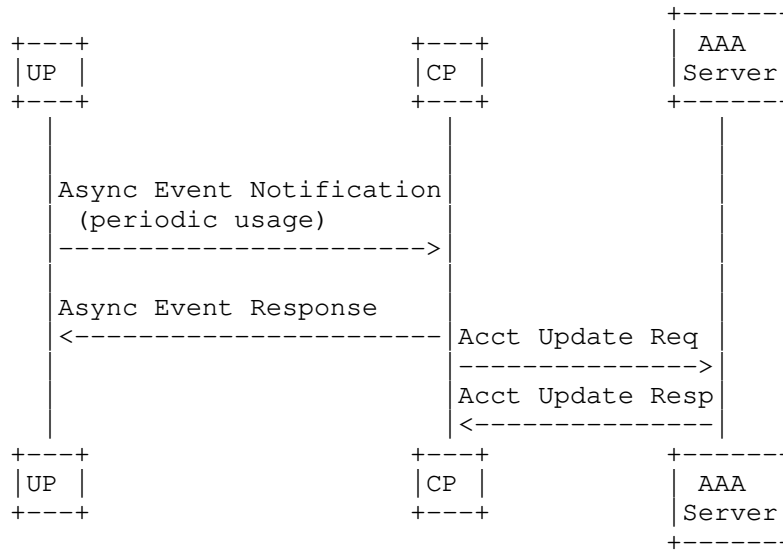 AAA
UP CP Server
Async Event Notification
(periodic usage)
Async Event Response
Acct Update Req
Acct Update Resp
UP CP AAA
Server